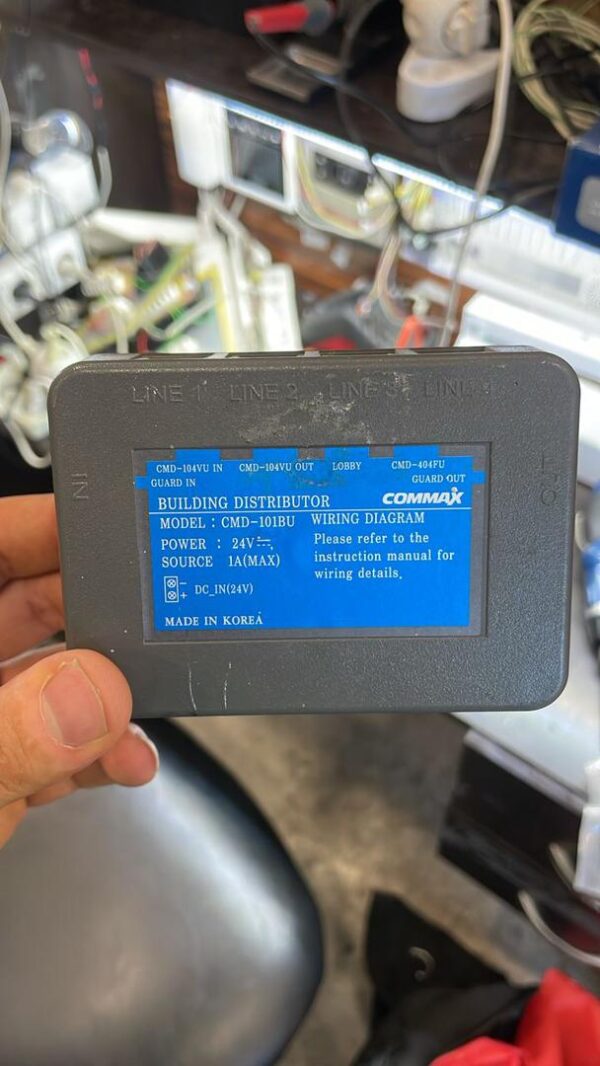 LINE 1 LINE 2 LINE 3 LINE 4
IN
OUT
CMD-104VU IN CMD-104VU OUT LOBBY CMD-404FU
GUARD IN GUARD OUT
BUILDING DISTRIBUTOR COMMAX
MODEL : CMD-101BU WIRING DIAGRAM
POWER : 24V Please refer to the
SOURCE 1A(MAX) instruction manual for
wiring details.
- 
+ DC_IN(24V)
MADE IN KOREA